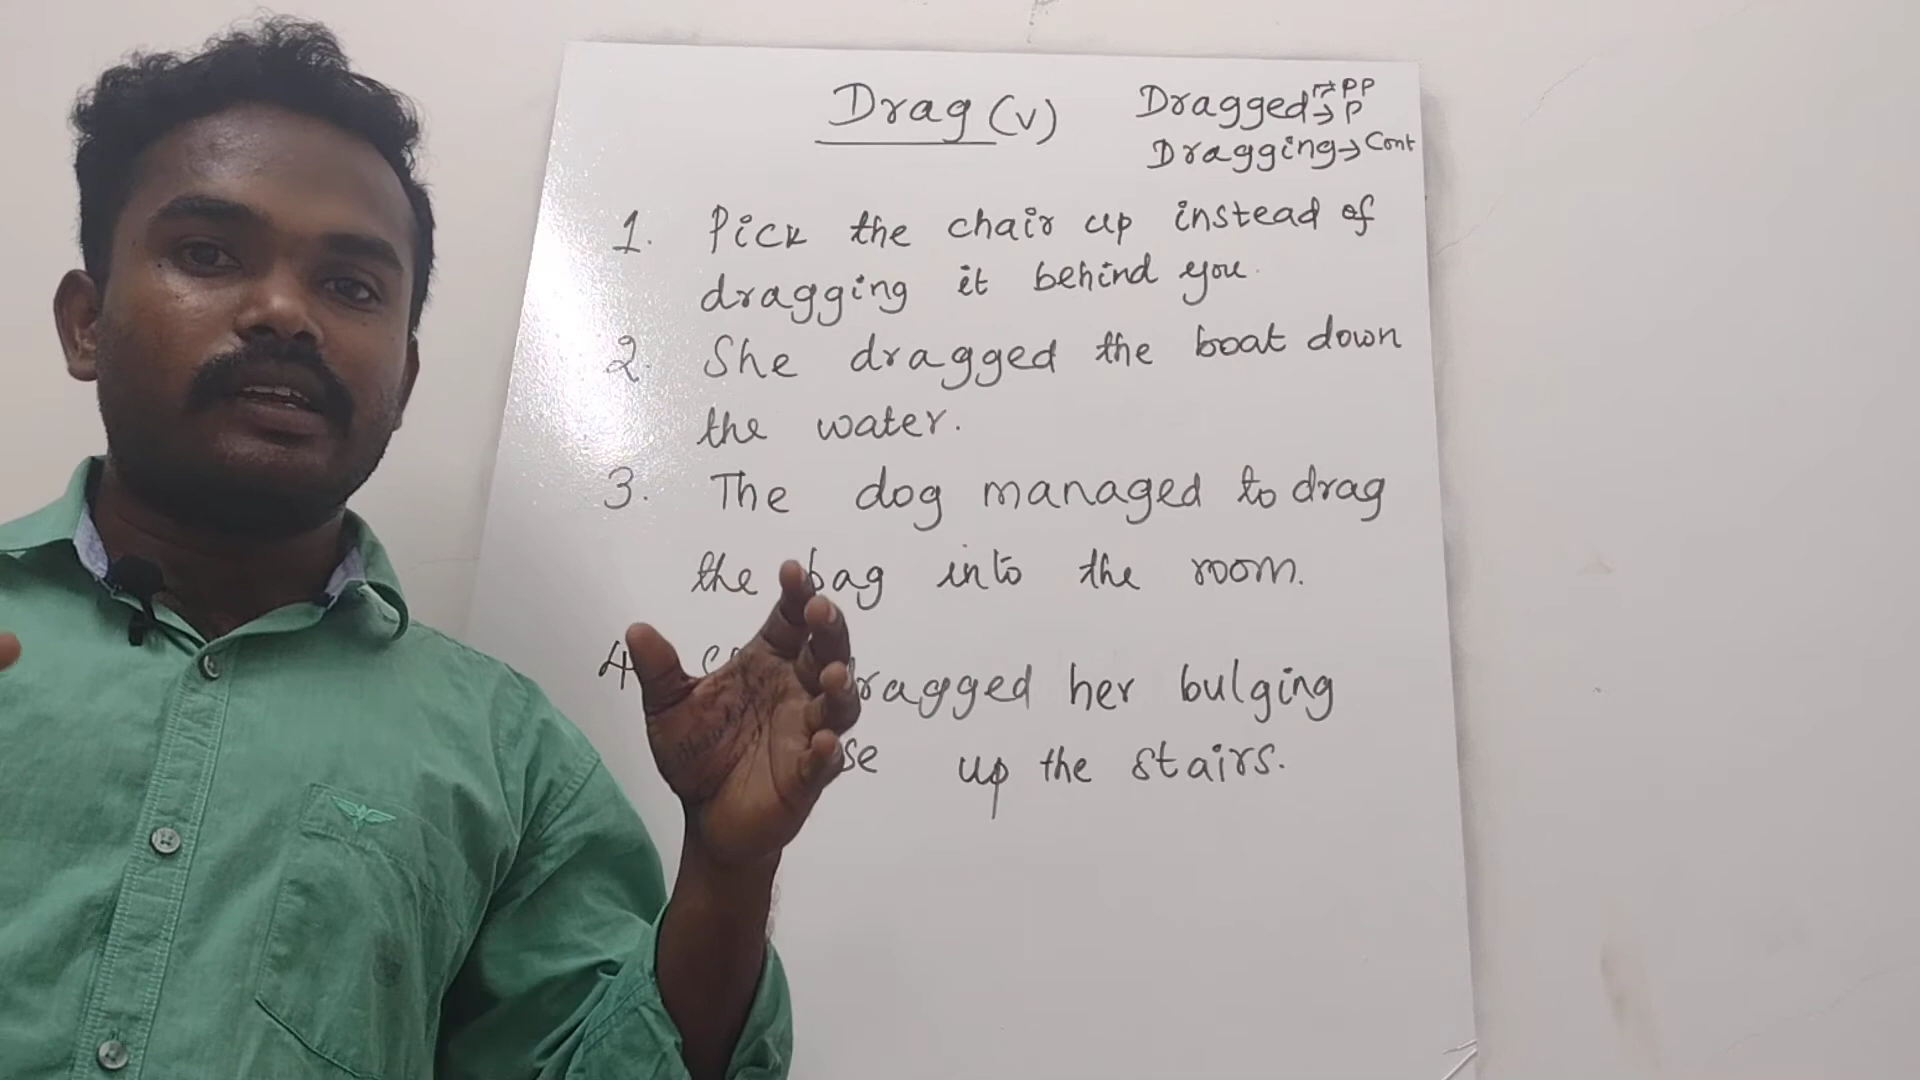 Drag (v)
Dragged → PP
→ P
Dragging → Cont
1. Pick the chair up instead of
dragging it behind you.
2. She dragged the boat down
the water.
3. The dog managed to drag
the bag into the room.
4 ragged her bulging
se up the stairs.